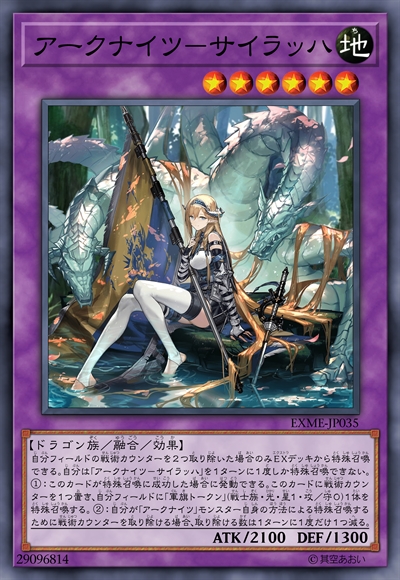 アークナイツーサイラッハ 地
EXME-JP035
【ドラゴン族／融合／効果】
自分フィールドの戦術カウンターを２つ取り除いた場合のみＥＸデッキから特殊召喚
できる。自分は「アークナイツーサイラッハ」を１ターンに１度しか特殊召喚できない。
①：このカードが特殊召喚に成功した場合に発動できる。このカードに戦術カウ
ンターを１つ置き、自分フィールドに「軍旗トークン」（戦士族・光・星１・攻／守０）１体を
特殊召喚する。②：自分が「アークナイツ」モンスター自身の方法による特殊召喚する
ために戦術カウンターを取り除ける場合、取り除ける数は１ターンに１度だけ１つ減る。
ATK/2100 DEF/1300
29096814 ©其空あおい